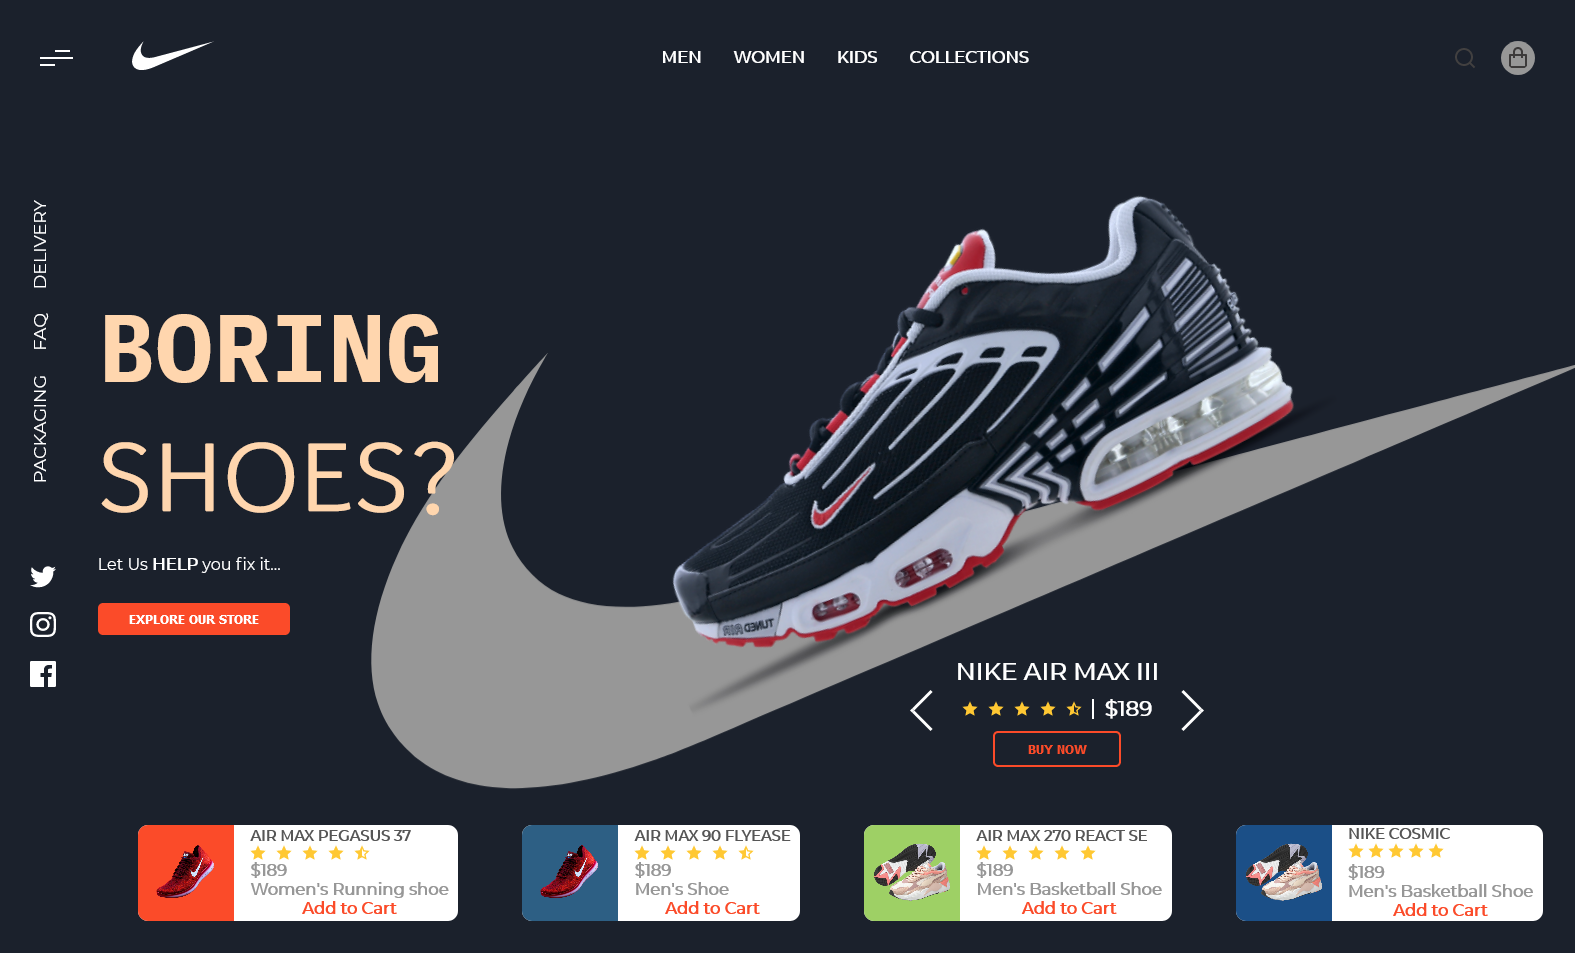 MEN WOMEN KIDS COLLECTIONS
DELIVERY
FAQ
PACKAGING
BORING
SHOES?
Let Us HELP you fix it...
EXPLORE OUR STORE
TUNED AIR
NIKE AIR MAX III
| $189
BUY NOW
AIR MAX PEGASUS 37
$189
Women's Running shoe
Add to Cart
AIR MAX 90 FLYEASE
$189
Men's Shoe
Add to Cart
AIR MAX 270 REACT SE
$189
Men's Basketball Shoe
Add to Cart
NIKE COSMIC
$189
Men's Basketball Shoe
Add to Cart